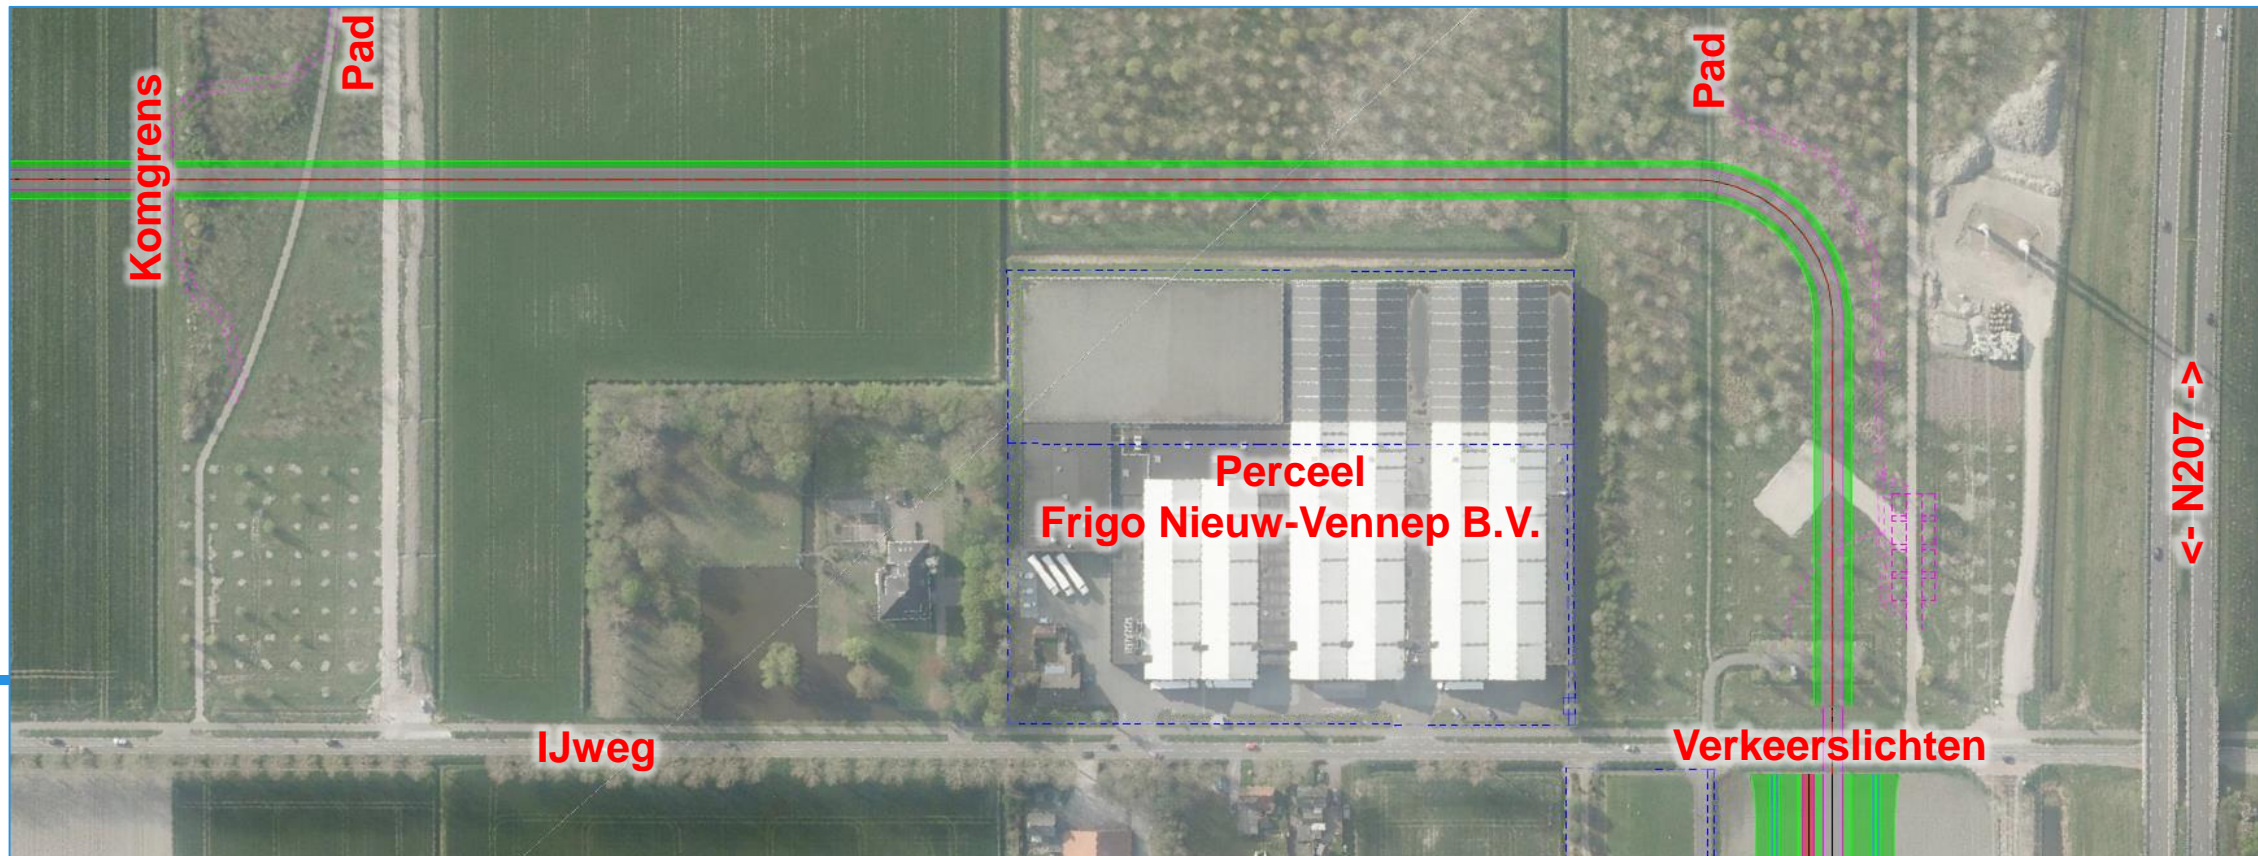 Pad
Pad
Komgrens
<- N207 ->
Perceel
Frigo Nieuw-Vennep B.V.
IJweg
Verkeerslichten